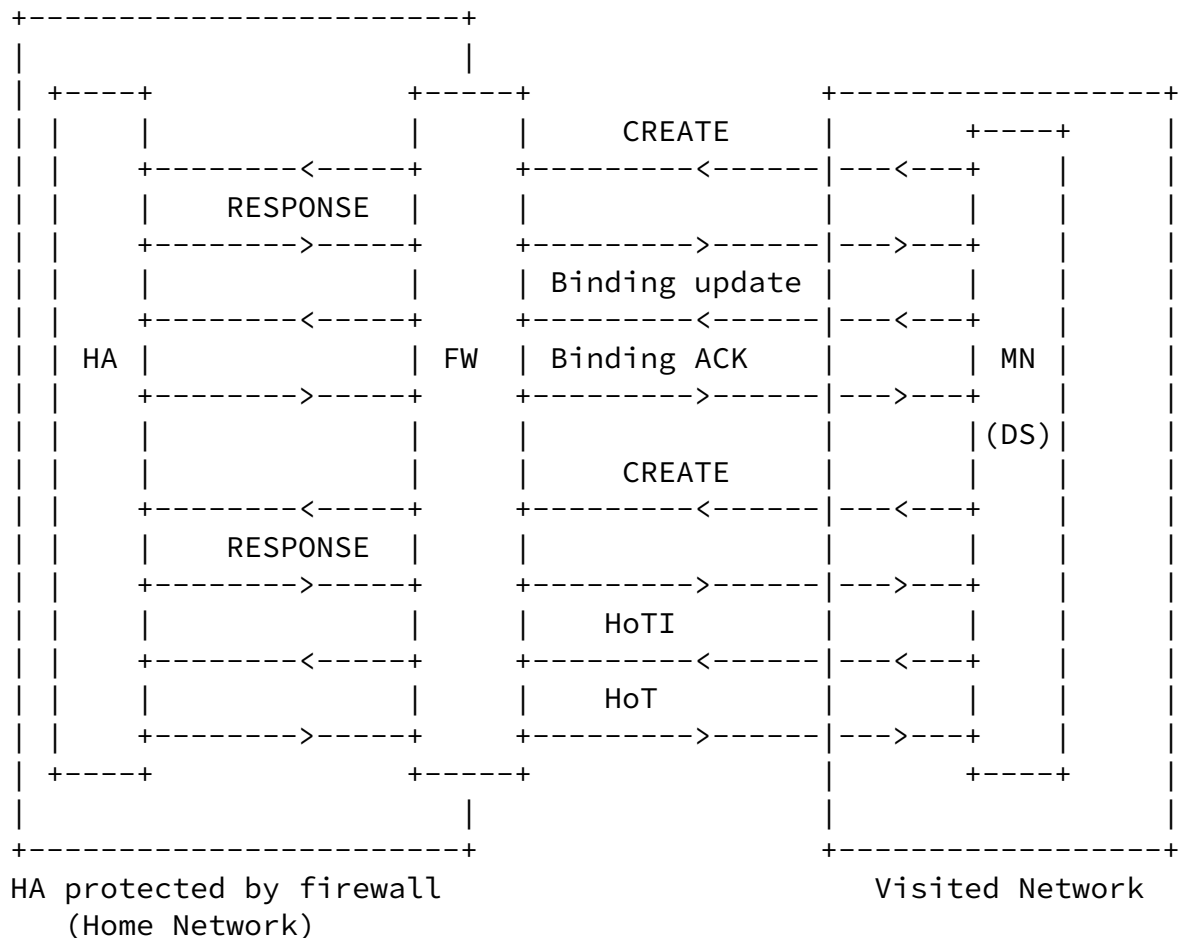 CREATE
RESPONSE
Binding update
HA FW Binding ACK MN
(DS)
CREATE
RESPONSE
HoTI
HoT
HA protected by firewall Visited Network
(Home Network)